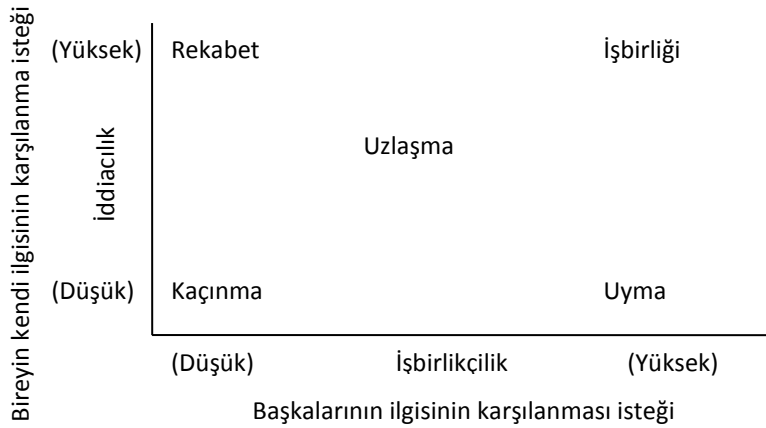 Bireyin kendi ilgisinin karşılanma isteği
(Yüksek) Rekabet İşbirliği
İddiacılık
Uzlaşma
(Düşük) Kaçınma Uyma
(Düşük) İşbirlikçilik (Yüksek)
Başkalarının ilgisinin karşılanması isteği